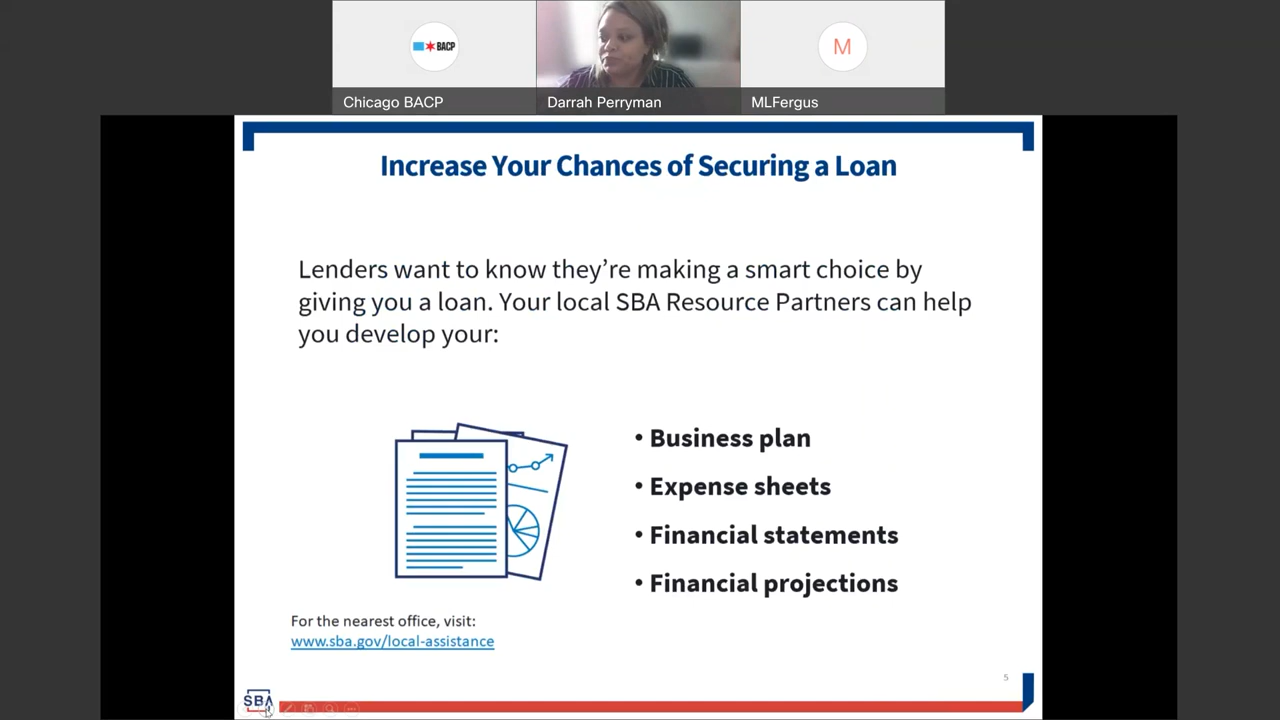 BACP
M
Chicago BACP
Darrah Perryman
MLFergus
Increase Your Chances of Securing a Loan
Lenders want to know they’re making a smart choice by
giving you a loan. Your local SBA Resource Partners can help
you develop your:
• Business plan
• Expense sheets
• Financial statements
• Financial projections
For the nearest office, visit:
www.sba.gov/local-assistance
5
SBA